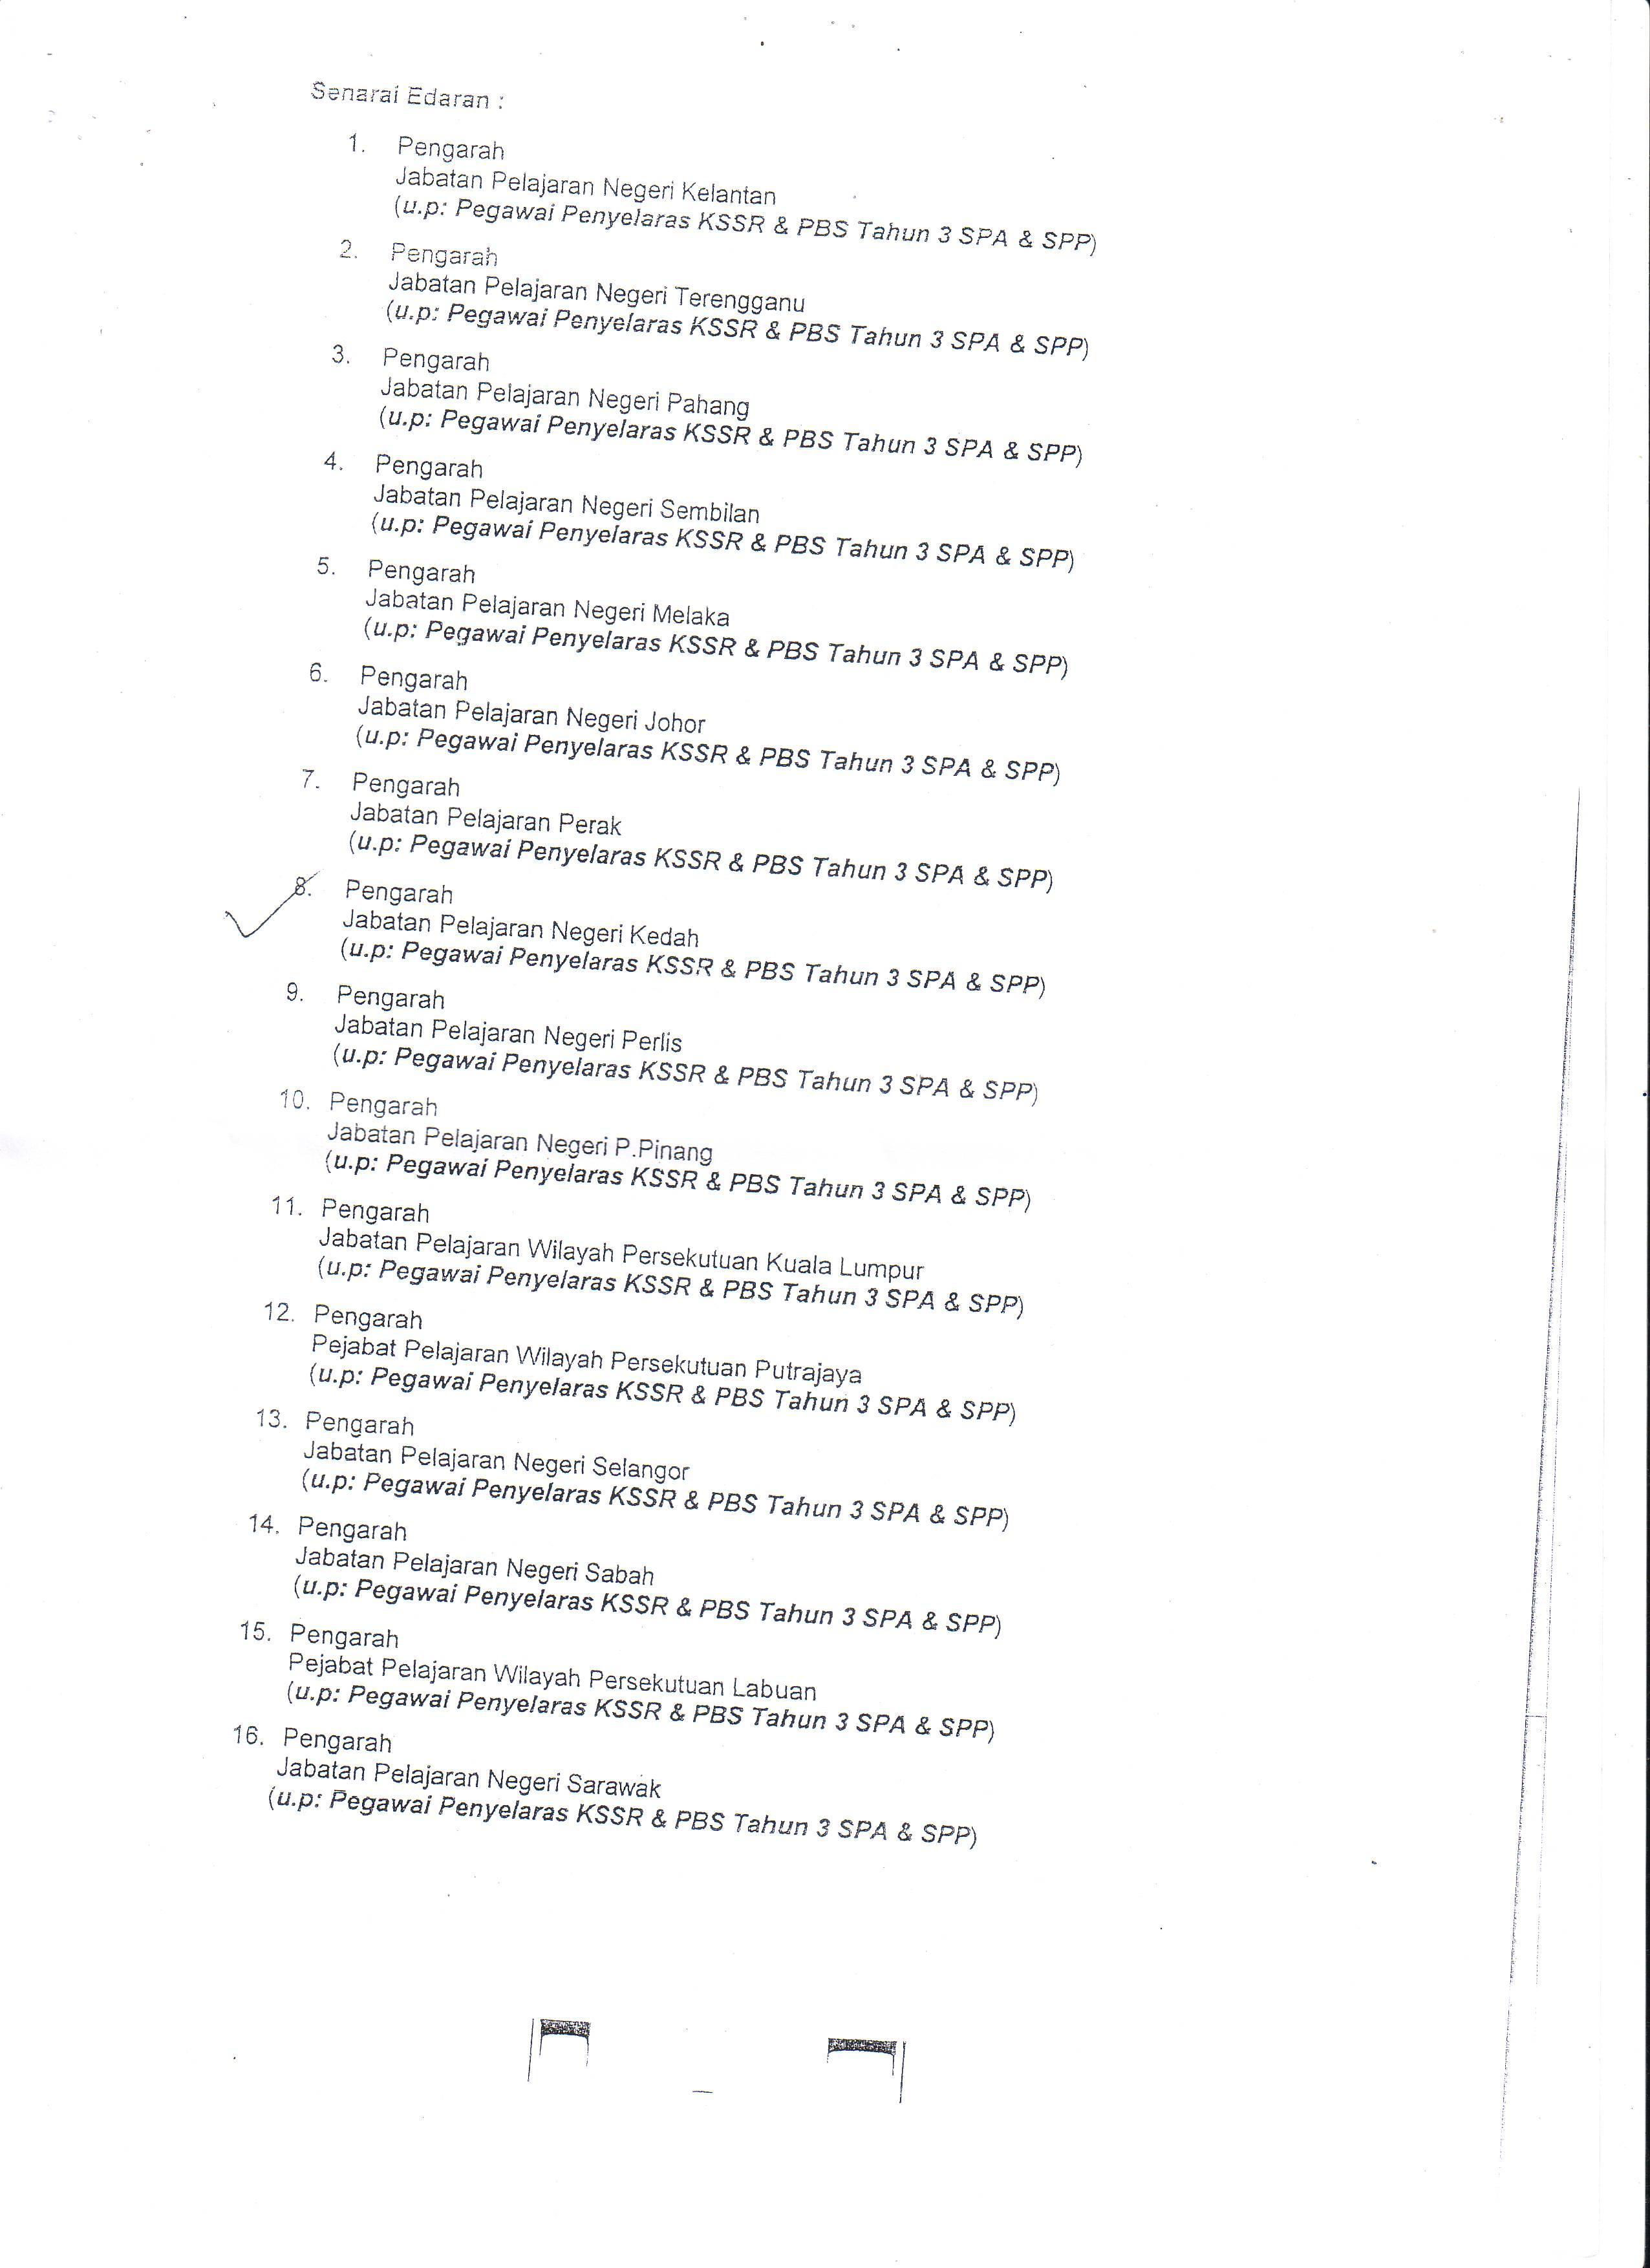 Senarai Edaran :
1. Pengarah
Jabatan Pelajaran Negeri Kelantan
(u.p: Pegawai Penyelaras KSSR & PBS Tahun 3 SPA & SPP)
2. Pengarah
Jabatan Pelajaran Negeri Terengganu
(u.p: Pegawai Penyelaras KSSR & PBS Tahun 3 SPA & SPP)
3. Pengarah
Jabatan Pelajaran Negeri Pahang
(u.p: Pegawai Penyelaras KSSR & PBS Tahun 3 SPA & SPP)
4. Pengarah
Jabatan Pelajaran Negeri Sembilan
(u.p: Pegawai Penyelaras KSSR & PBS Tahun 3 SPA & SPP)
5. Pengarah
Jabatan Pelajaran Negeri Melaka
(u.p: Pegawai Penyelaras KSSR & PBS Tahun 3 SPA & SPP)
6. Pengarah
Jabatan Pelajaran Negeri Johor
(u.p: Pegawai Penyelaras KSSR & PBS Tahun 3 SPA & SPP)
7. Pengarah
Jabatan Pelajaran Perak
(u.p: Pegawai Penyelaras KSSR & PBS Tahun 3 SPA & SPP)
8. Pengarah
Jabatan Pelajaran Negeri Kedah
(u.p: Pegawai Penyelaras KSSR & PBS Tahun 3 SPA & SPP)
9. Pengarah
Jabatan Pelajaran Negeri Perlis
(u.p: Pegawai Penyelaras KSSR & PBS Tahun 3 SPA & SPP)
10. Pengarah
Jabatan Pelajaran Negeri P.Pinang
(u.p: Pegawai Penyelaras KSSR & PBS Tahun 3 SPA & SPP)
11. Pengarah
Jabatan Pelajaran Wilayah Persekutuan Kuala Lumpur
(u.p: Pegawai Penyelaras KSSR & PBS Tahun 3 SPA & SPP)
12. Pengarah
Pejabat Pelajaran Wilayah Persekutuan Putrajaya
(u.p: Pegawai Penyelaras KSSR & PBS Tahun 3 SPA & SPP)
13. Pengarah
Jabatan Pelajaran Negeri Selangor
(u.p: Pegawai Penyelaras KSSR & PBS Tahun 3 SPA & SPP)
14. Pengarah
Jabatan Pelajaran Negeri Sabah
(u.p: Pegawai Penyelaras KSSR & PBS Tahun 3 SPA & SPP)
15. Pengarah
Pejabat Pelajaran Wilayah Persekutuan Labuan
(u.p: Pegawai Penyelaras KSSR & PBS Tahun 3 SPA & SPP)
16. Pengarah
Jabatan Pelajaran Negeri Sarawak
(u.p: Pegawai Penyelaras KSSR & PBS Tahun 3 SPA & SPP)